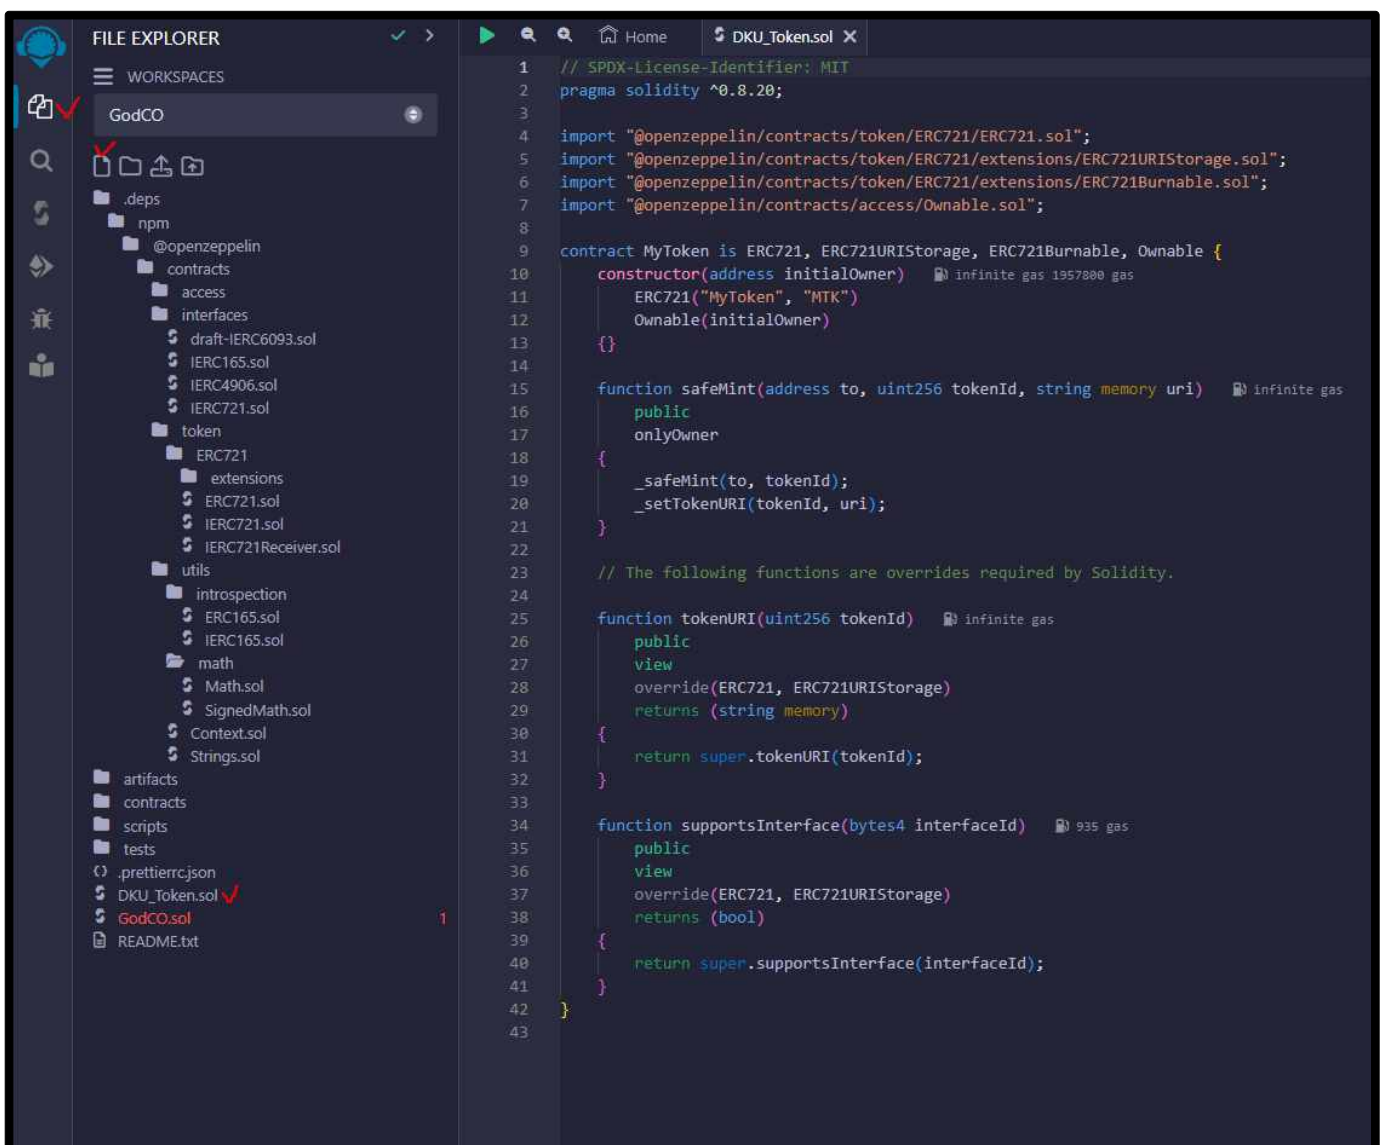 FILE EXPLORER
WORKSPACES
GodCO
.deps
npm
@openzeppelin
contracts
access
interfaces
draft-IERC6093.sol
IERC165.sol
IERC4906.sol
IERC721.sol
token
ERC721
extensions
ERC721.sol
IERC721.sol
IERC721Receiver.sol
utils
introspection
ERC165.sol
IERC165.sol
math
Math.sol
SignedMath.sol
Context.sol
Strings.sol
artifacts
contracts
scripts
tests
.prettierrc.json
DKU_Token.sol
GodCO.sol 1
README.txt
Home DKU_Token.sol
1 // SPDX-License-Identifier: MIT
2 pragma solidity ^0.8.20;
3
4 import "@openzeppelin/contracts/token/ERC721/ERC721.sol";
5 import "@openzeppelin/contracts/token/ERC721/extensions/ERC721URIStorage.sol";
6 import "@openzeppelin/contracts/token/ERC721/extensions/ERC721Burnable.sol";
7 import "@openzeppelin/contracts/access/Ownable.sol";
8
9 contract MyToken is ERC721, ERC721URIStorage, ERC721Burnable, Ownable {
10 constructor(address initialOwner) infinite gas 1957800 gas
11 ERC721("MyToken", "MTK")
12 Ownable(initialOwner)
13 {}
14
15 function safeMint(address to, uint256 tokenId, string memory uri) infinite gas
16 public
17 onlyOwner
18 {
19 _safeMint(to, tokenId);
20 _setTokenURI(tokenId, uri);
21 }
22
23 // The following functions are overrides required by Solidity.
24
25 function tokenURI(uint256 tokenId) infinite gas
26 public
27 view
28 override(ERC721, ERC721URIStorage)
29 returns (string memory)
30 {
31 return super.tokenURI(tokenId);
32 }
33
34 function supportsInterface(bytes4 interfaceId) 935 gas
35 public
36 view
37 override(ERC721, ERC721URIStorage)
38 returns (bool)
39 {
40 return super.supportsInterface(interfaceId);
41 }
42 }
43